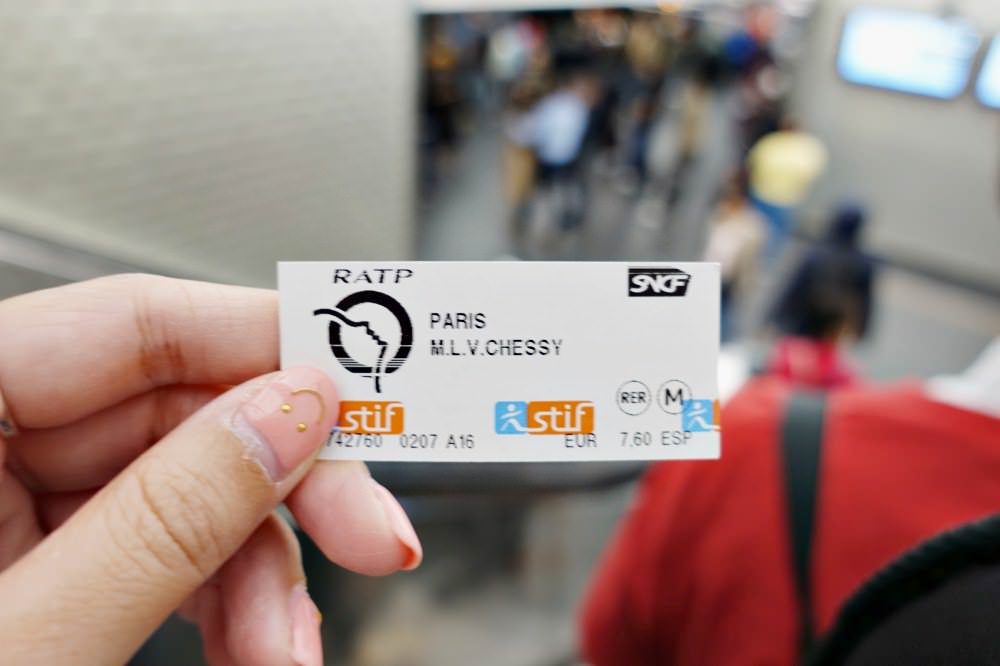 RATP
SNCF
PARIS
M.L.V.CHESSY
RER M
stif stif
742760 0207 A16 EUR 7,60 ESP